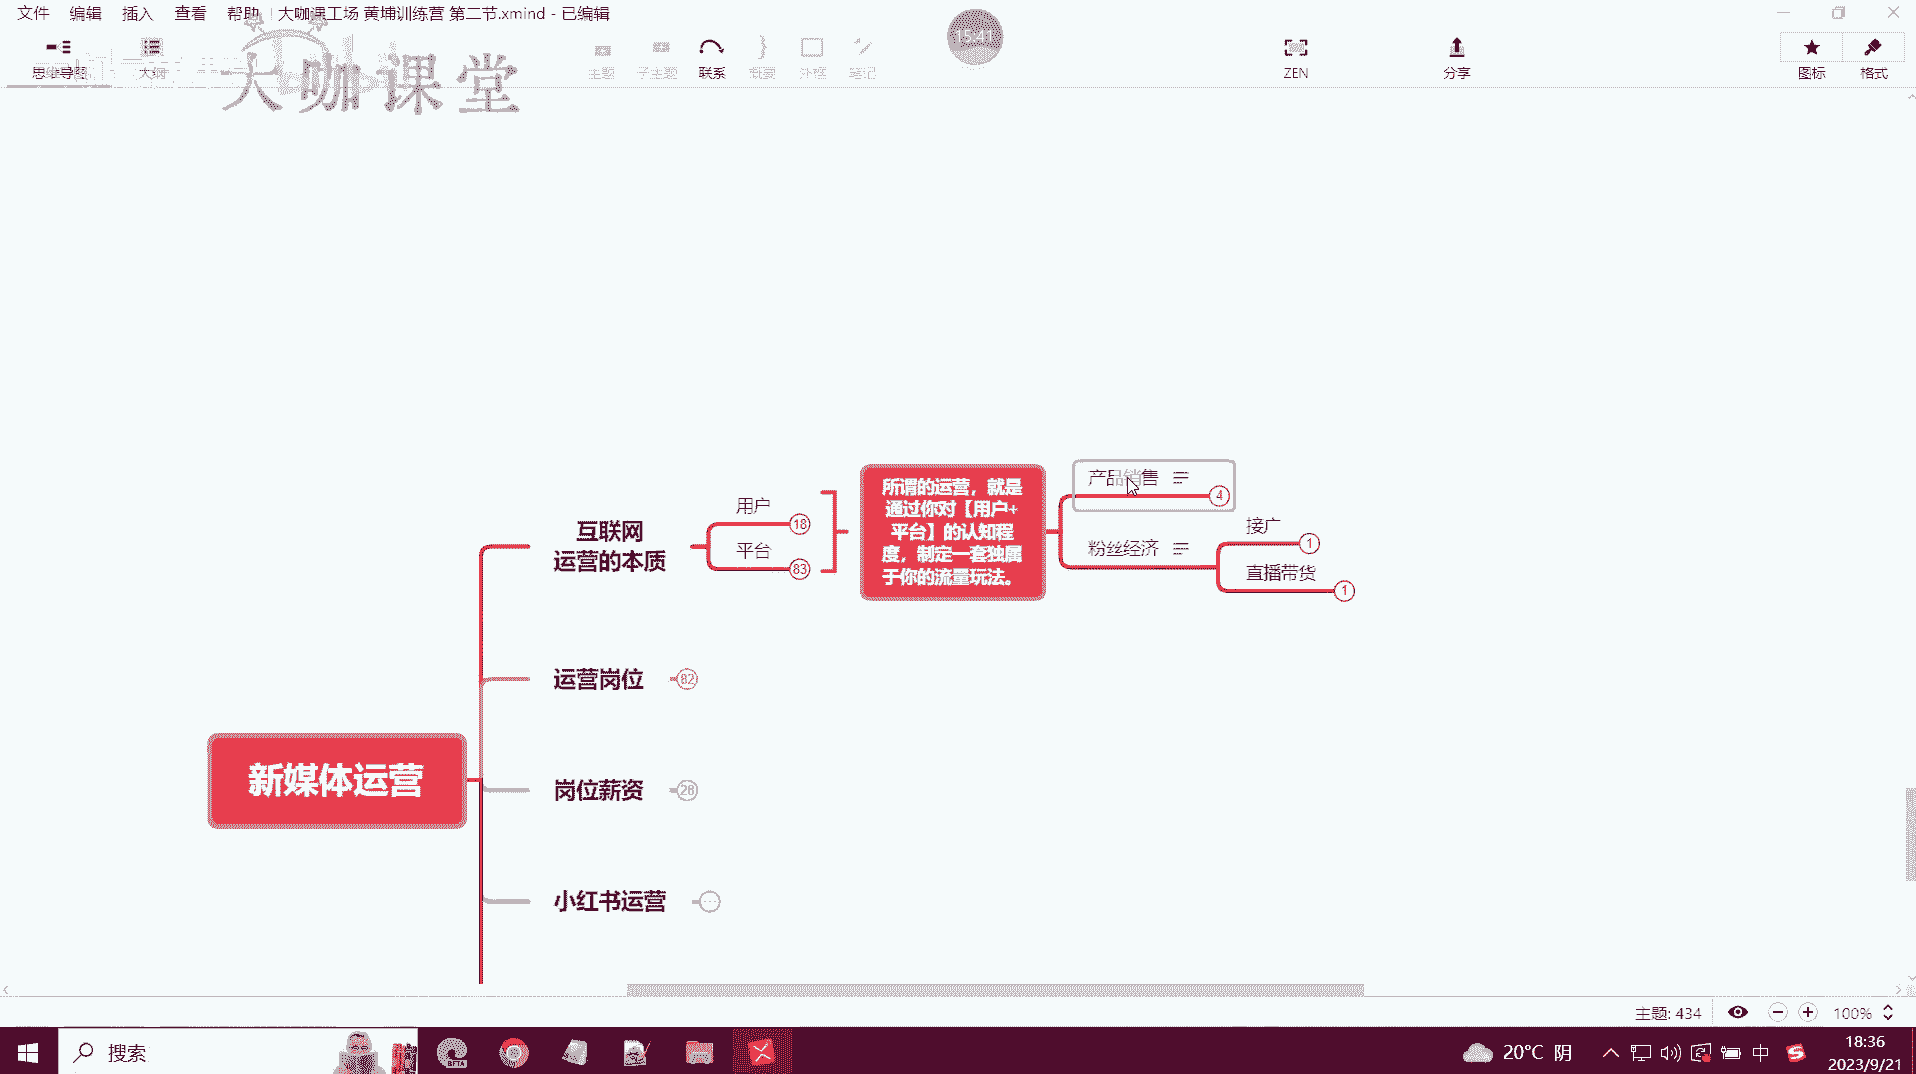 文件 编辑 插入 查看 帮助 大咖课工场 黄埔训练营 第二节.xmind - 已编辑
思维导图 大纲 主题 子主题 联系 概要 外框 笔记 ZEN 分享 图标 格式
15:41
大咖课堂
产品销售
4
所谓的运营，就是
通过你对【用户+
平台】的认知程
度，制定一套独属
于你的流量玩法。
用户
18
平台
83
互联网
运营的本质
粉丝经济
接广
1
直播带货
1
运营岗位
82
新媒体运营
岗位薪资
28
小红书运营
主题: 434
100%
搜索
BETA
20°C 阴
中
18:36
2023/9/21